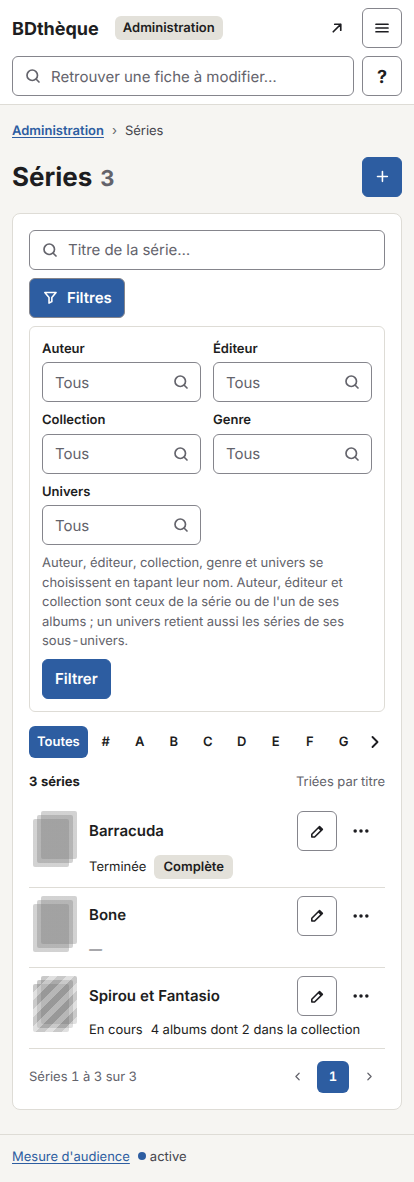 BDthèque Administration
Retrouver une fiche à modifier... ?
Administration › Séries
Séries 3
+
Titre de la série...
Filtres
Auteur Éditeur
Tous Tous
Collection Genre
Tous Tous
Univers
Tous
Auteur, éditeur, collection, genre et univers se
choisissent en tapant leur nom. Auteur, éditeur et
collection sont ceux de la série ou de l'un de ses
albums ; un univers retient aussi les séries de ses
sous-univers.
Filtrer
Toutes # A B C D E F G
3 séries Triées par titre
Barracuda
Terminée Complète
Bone
—
Spirou et Fantasio
En cours 4 albums dont 2 dans la collection
Séries 1 à 3 sur 3 ‹ 1 ›
Mesure d'audience active